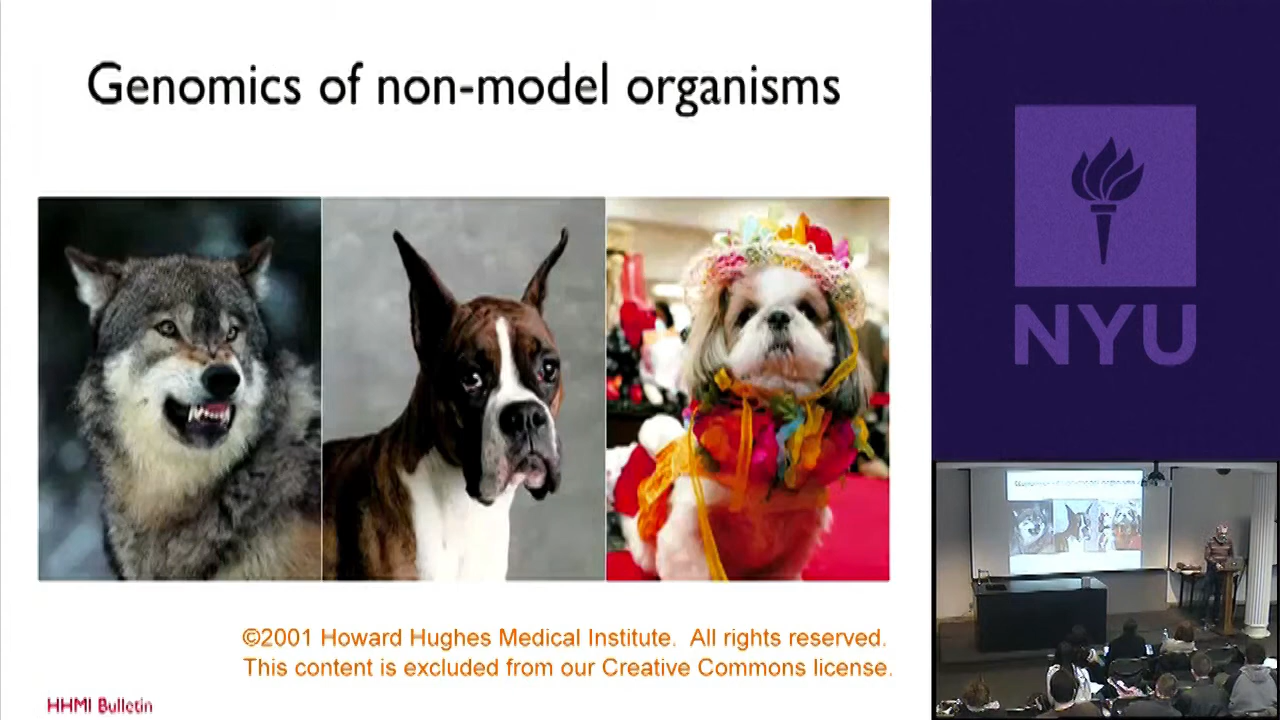 Genomics of non-model organisms
©2001 Howard Hughes Medical Institute. All rights reserved.
This content is excluded from our Creative Commons license.
HHMI Bulletin
NYU